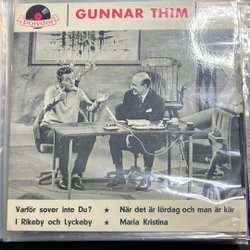 Polydor
GUNNAR THIM
Varför sover inte Du? ★ När det är lördag och man är kär
I Rikeby och Lyckeby ★ Maria Kristina